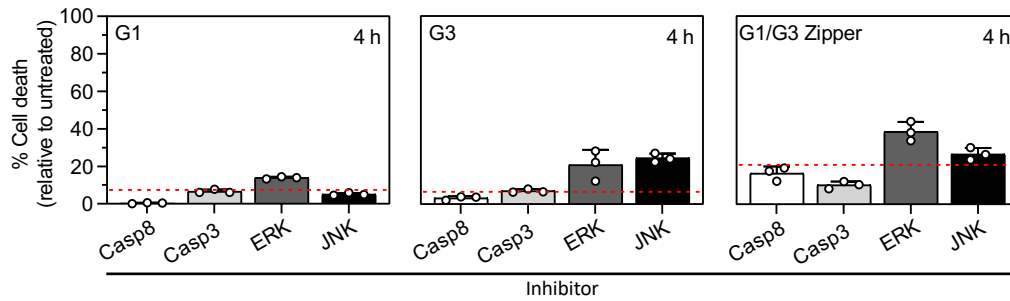 % Cell death
(relative to untreated)
100
80
60
40
20
0
G1
4 h
G3
4 h
G1/G3 Zipper
4 h
Casp8
Casp3
ERK
JNK
Casp8
Casp3
ERK
JNK
Casp8
Casp3
ERK
JNK
Inhibitor